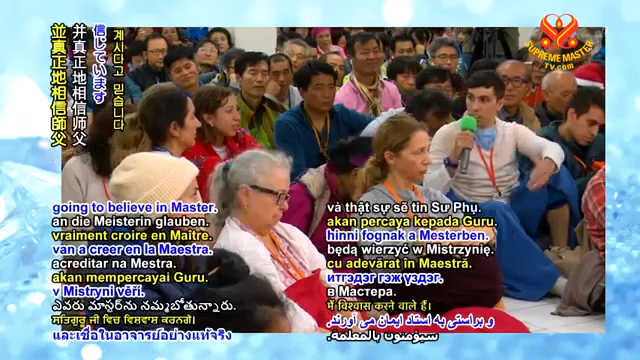 並真正地相信師父
并真正地相信师父
信じています
계시다고 믿습니다
SUPREME MASTER
TV.com
going to believe in Master.
an die Meisterin glauben.
vraiment croire en Maître.
van a creer en la Maestra.
acreditar na Mestra.
akan mempercayai Guru.
v Mistryni věří.
ఎవరు మాస్టర్‌ను నమ్మబోతున్నారు.
ਸਤਿਗੁਰੂ ਜੀ ਵਿਚ ਵਿਸ਼ਵਾਸ ਕਰਨਗੇ।
และเชื่อในอาจารย์อย่างแท้จริง
và thật sự sẽ tin Sư Phụ.
akan percaya kepada Guru.
hinni fognak a Mesterben.
będą wierzyć w Mistrzynię.
cu adevărat în Maestră.
итгэдэг гэж үздэг.
в Мастера.
में विश्वास करने वाले हैं।
و براستی به استاد ایمان می آورند.
سيؤمنون بالمعلمة.